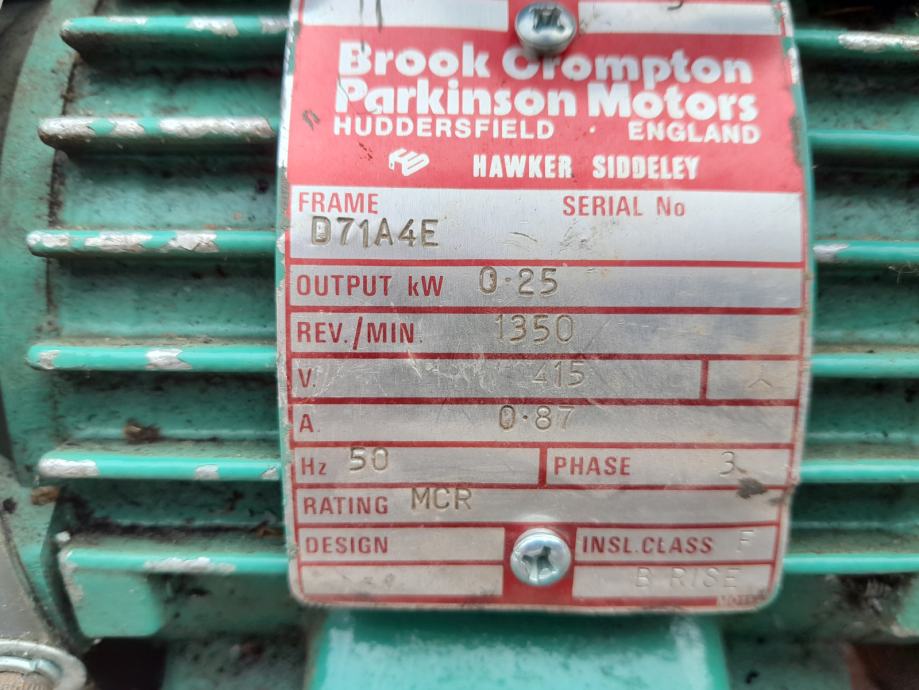 Brook Crompton
Parkinson Motors
HUDDERSFIELD · ENGLAND
HAWKER SIDDELEY
FRAME SERIAL No
D71A4E
OUTPUT kW 0·25
REV./MIN. 1350
V. 415
A. 0·87
Hz 50 PHASE 3
RATING MCR
DESIGN INSL.CLASS F
B RISE